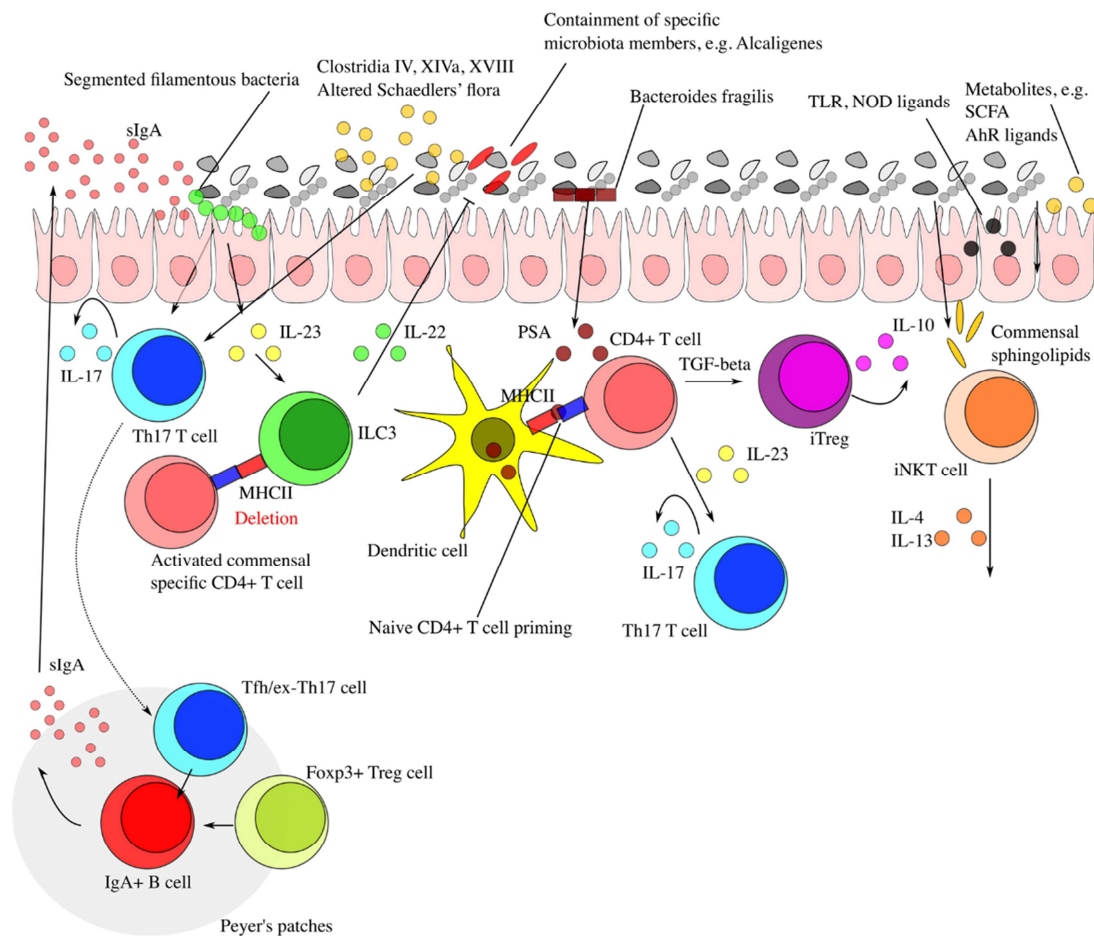 Containment of specific
microbiota members, e.g. Alcaligenes
Segmented filamentous bacteria
Clostridia IV, XIVa, XVIII
Altered Schaedlers' flora
Bacteroides fragilis
TLR, NOD ligands
Metabolites, e.g.
SCFA
AhR ligands
sIgA
IL-23
IL-22
PSA
CD4+ T cell
IL-10
Commensal
sphingolipids
IL-17
TGF-beta
MHCII
Th17 T cell
ILC3
iTreg
IL-23
iNKT cell
MHCII
Deletion
IL-4
IL-13
Dendritic cell
Activated commensal
specific CD4+ T cell
IL-17
Naive CD4+ T cell priming
Th17 T cell
sIgA
Tfh/ex-Th17 cell
Foxp3+ Treg cell
IgA+ B cell
Peyer's patches